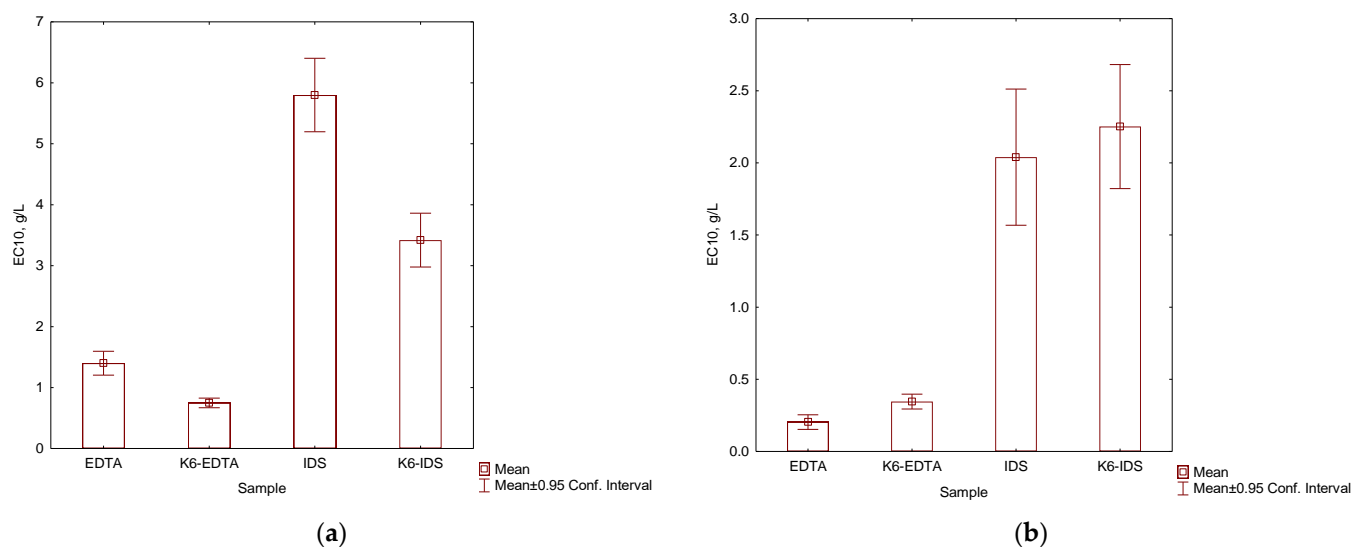 7
6
5
4
3
2
1
0
EC10, g/L
EDTA K6-EDTA IDS K6-IDS
Sample
Mean
Mean±0.95 Conf. Interval
(a)
3.0
2.5
2.0
1.5
1.0
0.5
0.0
EC10, g/L
EDTA K6-EDTA IDS K6-IDS
Sample
Mean
Mean±0.95 Conf. Interval
(b)